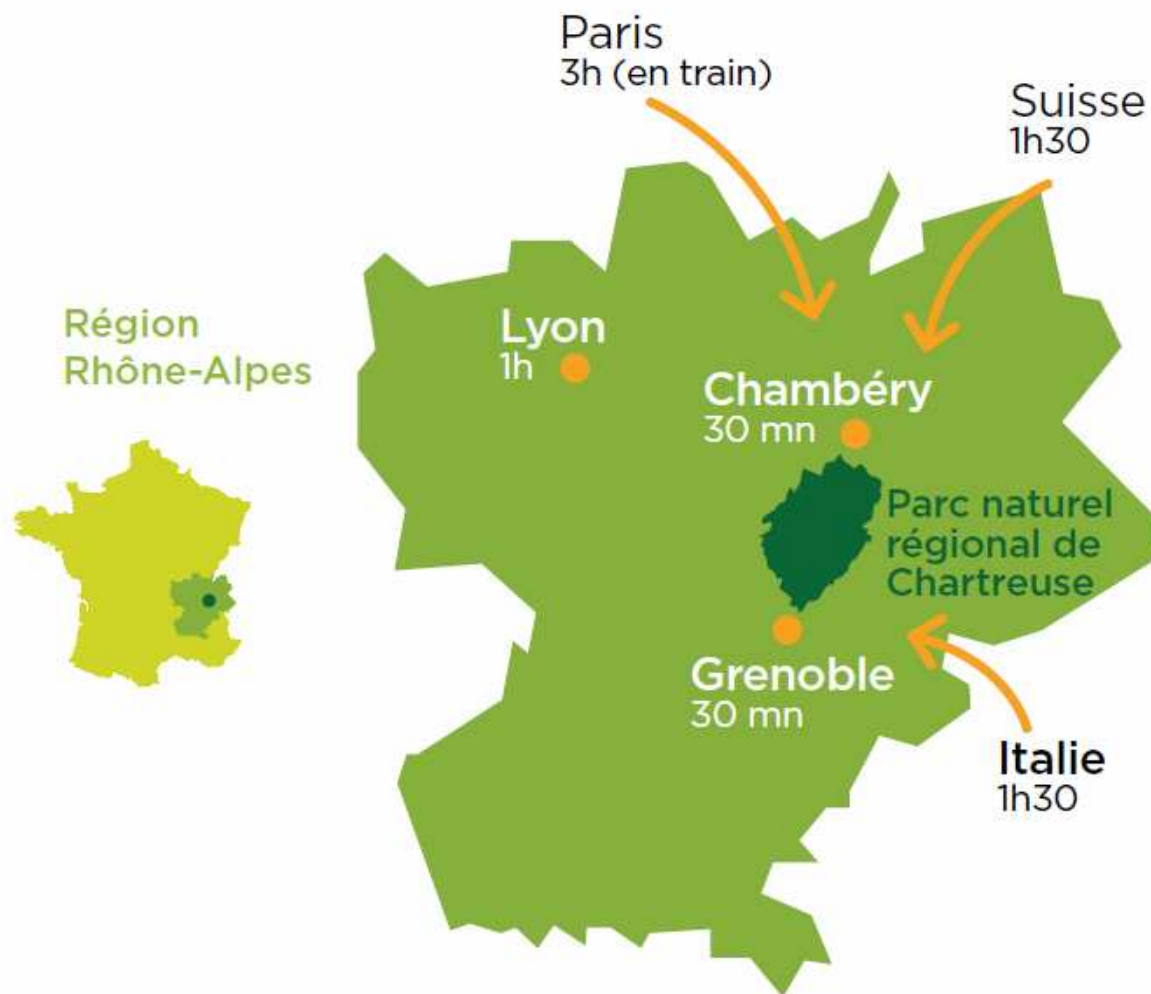 Paris
3h (en train)
Suisse
1h30
Région
Rhône-Alpes
Lyon
1h
Chambéry
30 mn
Parc naturel
régional de
Chartreuse
Grenoble
30 mn
Italie
1h30